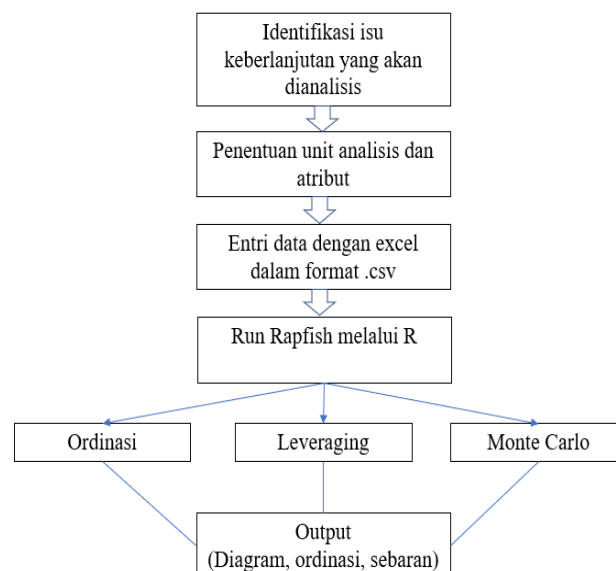 Identifikasi isu
keberlanjutan yang akan
dianalisis
Penentuan unit analisis dan
atribut
Entri data dengan excel
dalam format .csv
Run Rapfish melalui R
Ordinasi
Leveraging
Monte Carlo
Output
(Diagram, ordinasi, sebaran)